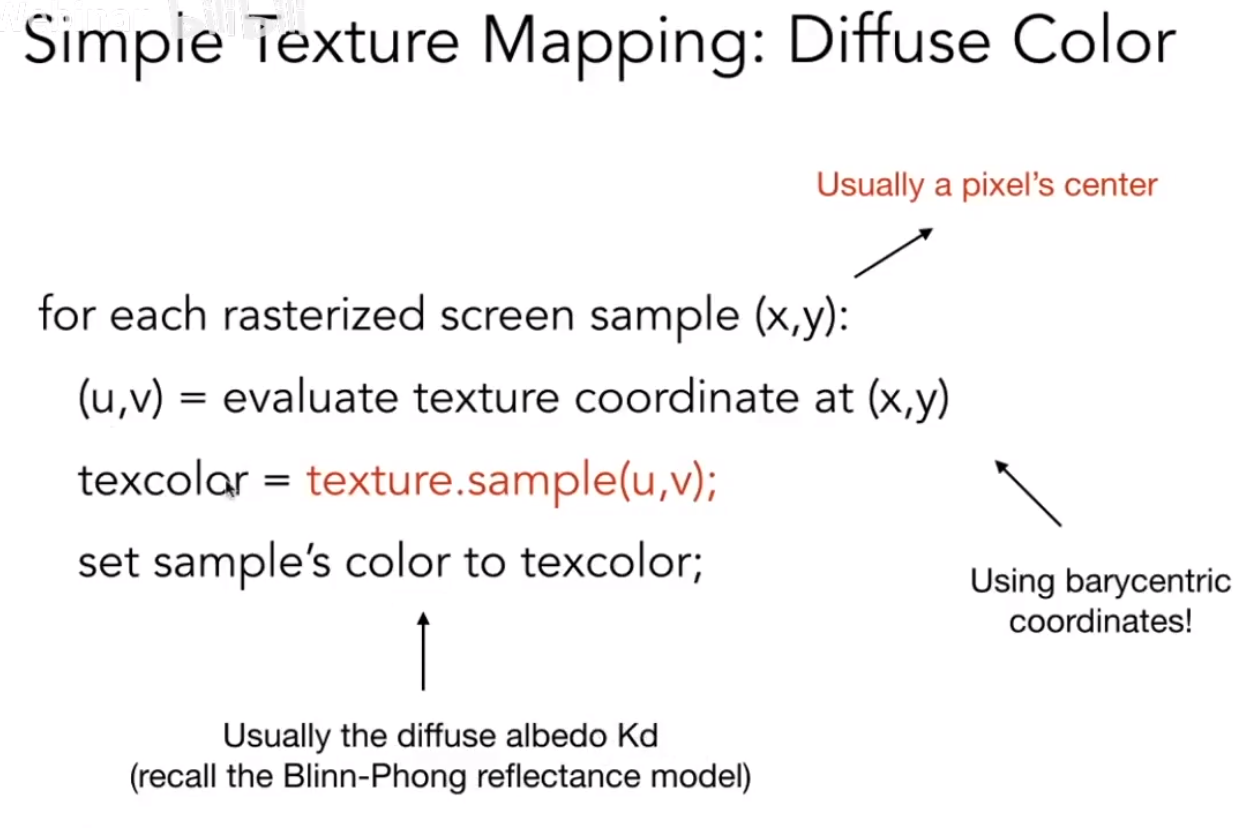 Simple Texture Mapping: Diffuse Color
Usually a pixel's center
for each rasterized screen sample (x,y):
(u,v) = evaluate texture coordinate at (x,y)
texcolor = texture.sample(u,v);
set sample's color to texcolor;
Using barycentric
coordinates!
Usually the diffuse albedo Kd
(recall the Blinn-Phong reflectance model)